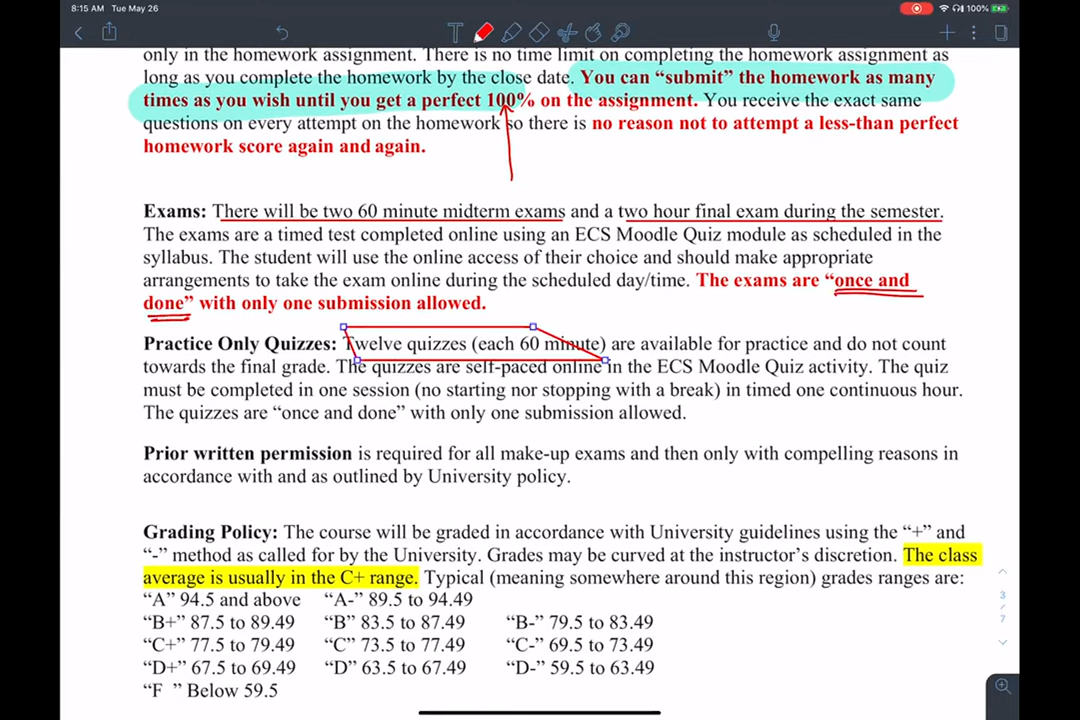 8:15 AM Tue May 26
100%
only in the homework assignment. There is no time limit on completing the homework assignment as
long as you complete the homework by the close date. You can “submit” the homework as many
times as you wish until you get a perfect 100% on the assignment. You receive the exact same
questions on every attempt on the homework so there is no reason not to attempt a less-than perfect
homework score again and again.
Exams: There will be two 60 minute midterm exams and a two hour final exam during the semester.
The exams are a timed test completed online using an ECS Moodle Quiz module as scheduled in the
syllabus. The student will use the online access of their choice and should make appropriate
arrangements to take the exam online during the scheduled day/time. The exams are “once and
done” with only one submission allowed.
Practice Only Quizzes: Twelve quizzes (each 60 minute) are available for practice and do not count
towards the final grade. The quizzes are self-paced online in the ECS Moodle Quiz activity. The quiz
must be completed in one session (no starting nor stopping with a break) in timed one continuous hour.
The quizzes are “once and done” with only one submission allowed.
Prior written permission is required for all make-up exams and then only with compelling reasons in
accordance with and as outlined by University policy.
Grading Policy: The course will be graded in accordance with University guidelines using the “+” and
“-” method as called for by the University. Grades may be curved at the instructor’s discretion. The class
average is usually in the C+ range. Typical (meaning somewhere around this region) grades ranges are:
“A” 94.5 and above “A-” 89.5 to 94.49
“B+” 87.5 to 89.49 “B” 83.5 to 87.49 “B-” 79.5 to 83.49
“C+” 77.5 to 79.49 “C” 73.5 to 77.49 “C-” 69.5 to 73.49
“D+” 67.5 to 69.49 “D” 63.5 to 67.49 “D-” 59.5 to 63.49
“F ” Below 59.5
3
/
7